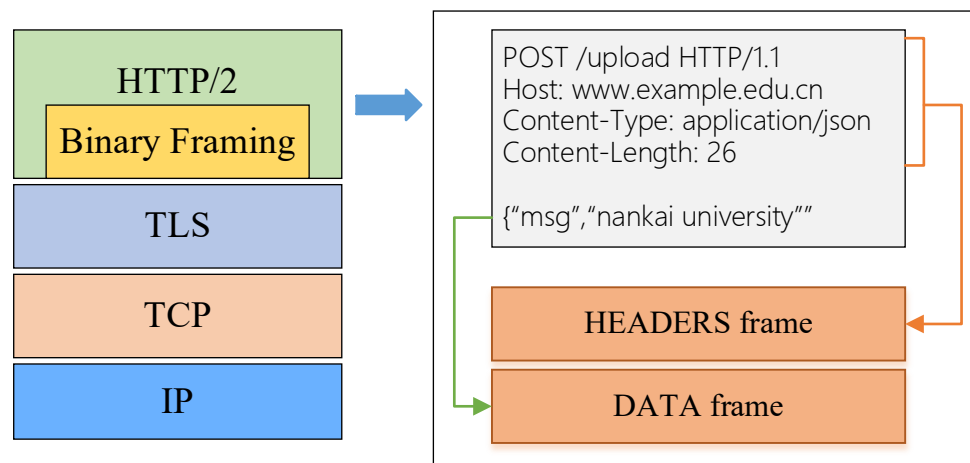 HTTP/2
Binary Framing
TLS
TCP
IP
POST /upload HTTP/1.1
Host: www.example.edu.cn
Content-Type: application/json
Content-Length: 26
{“msg”,“nankai university””
HEADERS frame
DATA frame